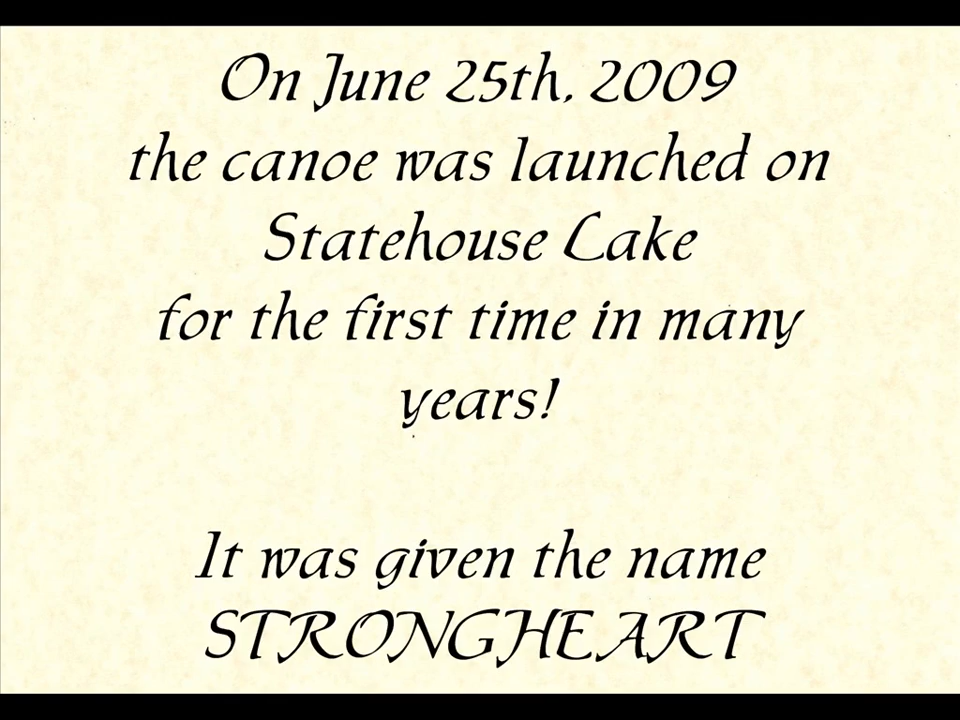 On June 25th, 2009
the canoe was launched on
Statehouse Lake
for the first time in many
years!
It was given the name
STRONGHEART